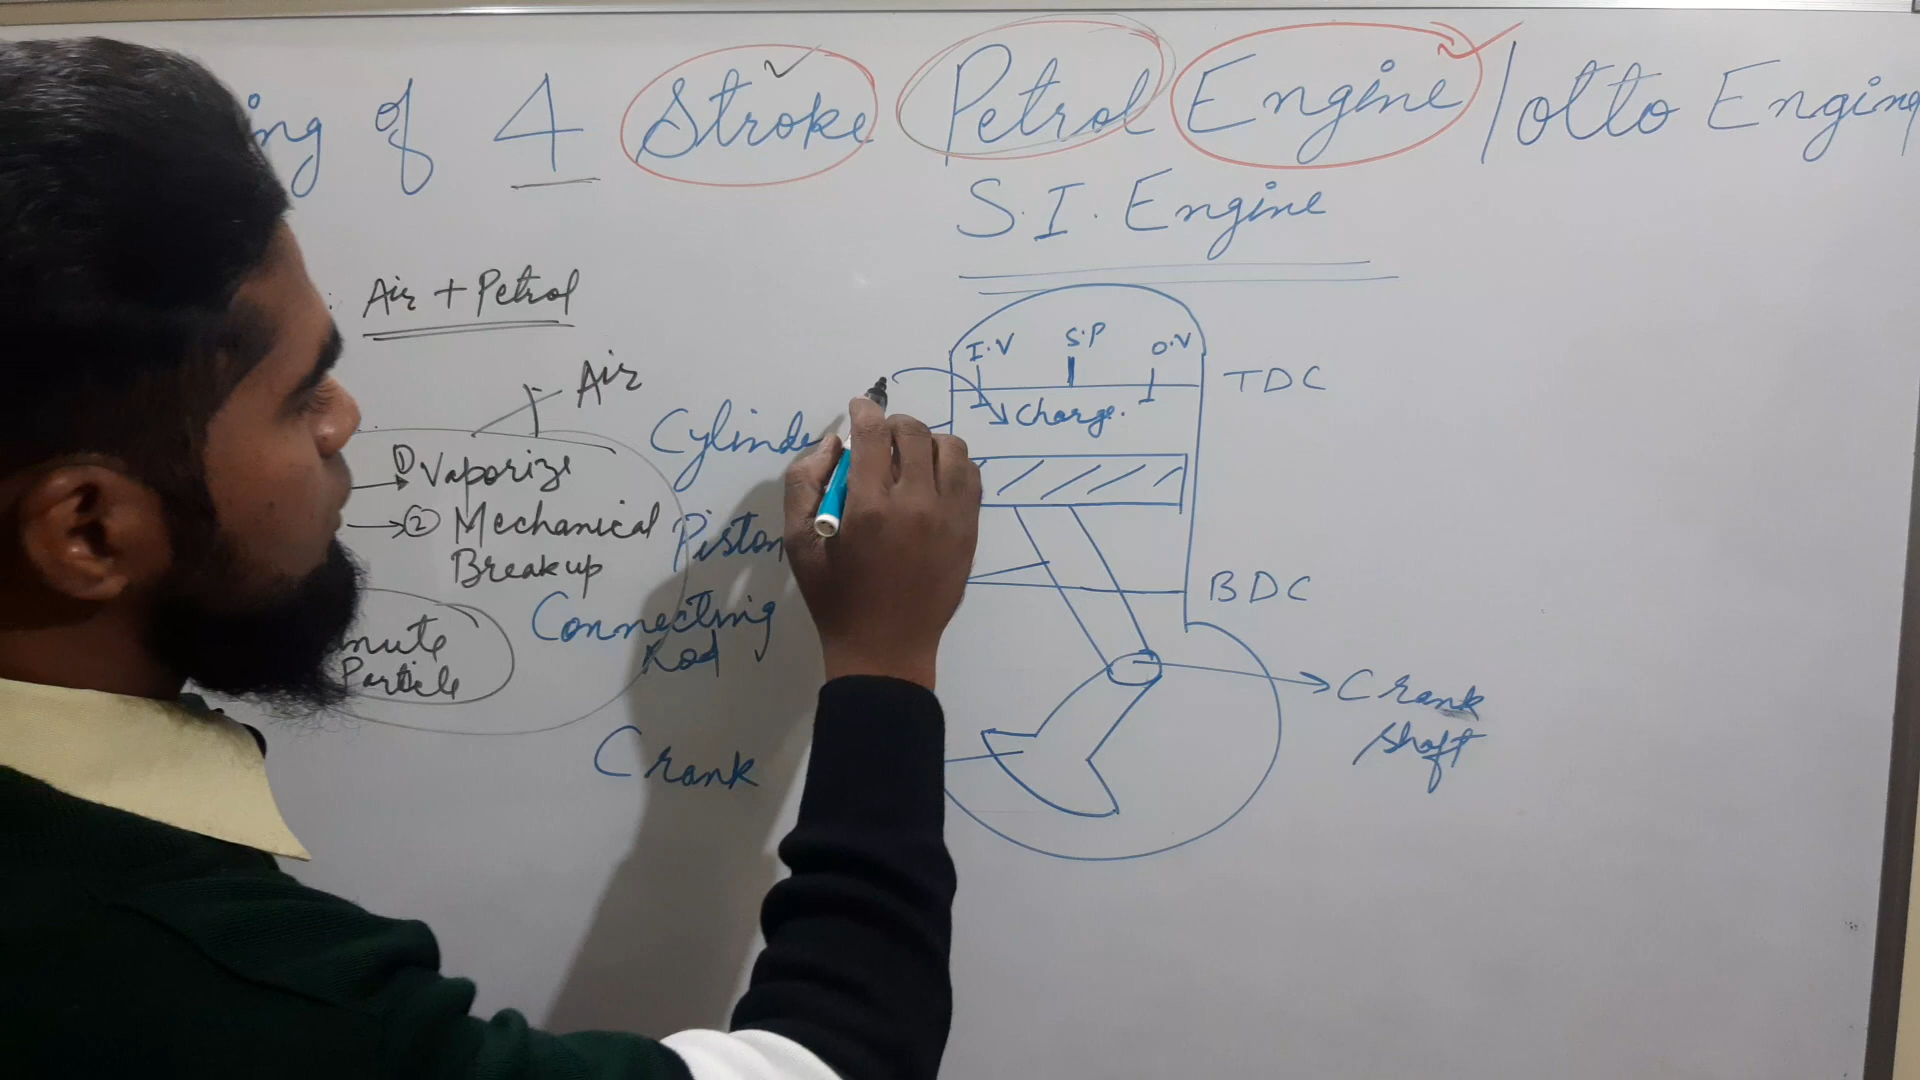 ing of 4 Stroke Petrol Engine / otto Engine
S.I. Engine
: Air + Petrol
Air
I.V S.P O.V
TDC
Charge.
Cylinde
① Vaporize
② Mechanical
Breakup
Piston
BDC
Connecting
Rod
nute
Particle
Crank
shaft
Crank